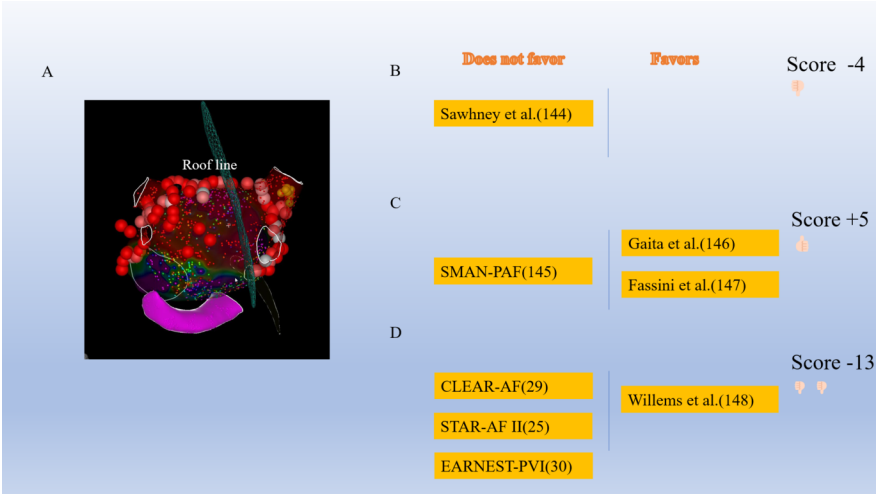 A
Roof line
B
Does not favor
Favors
Score -4
Sawhney et al.(144)
C
Score +5
SMAN-PAF(145)
Gaita et al.(146)
Fassini et al.(147)
D
Score -13
CLEAR-AF(29)
STAR-AF II(25)
EARNEST-PVI(30)
Willems et al.(148)